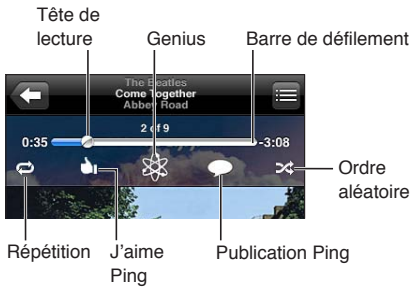 Tête de
lecture
Genius
Barre de défilement
The Beatles
Come Together
Abbey Road
2 of 9
0:35
-3:08
Ordre
aléatoire
Répétition
J’aime
Ping
Publication Ping